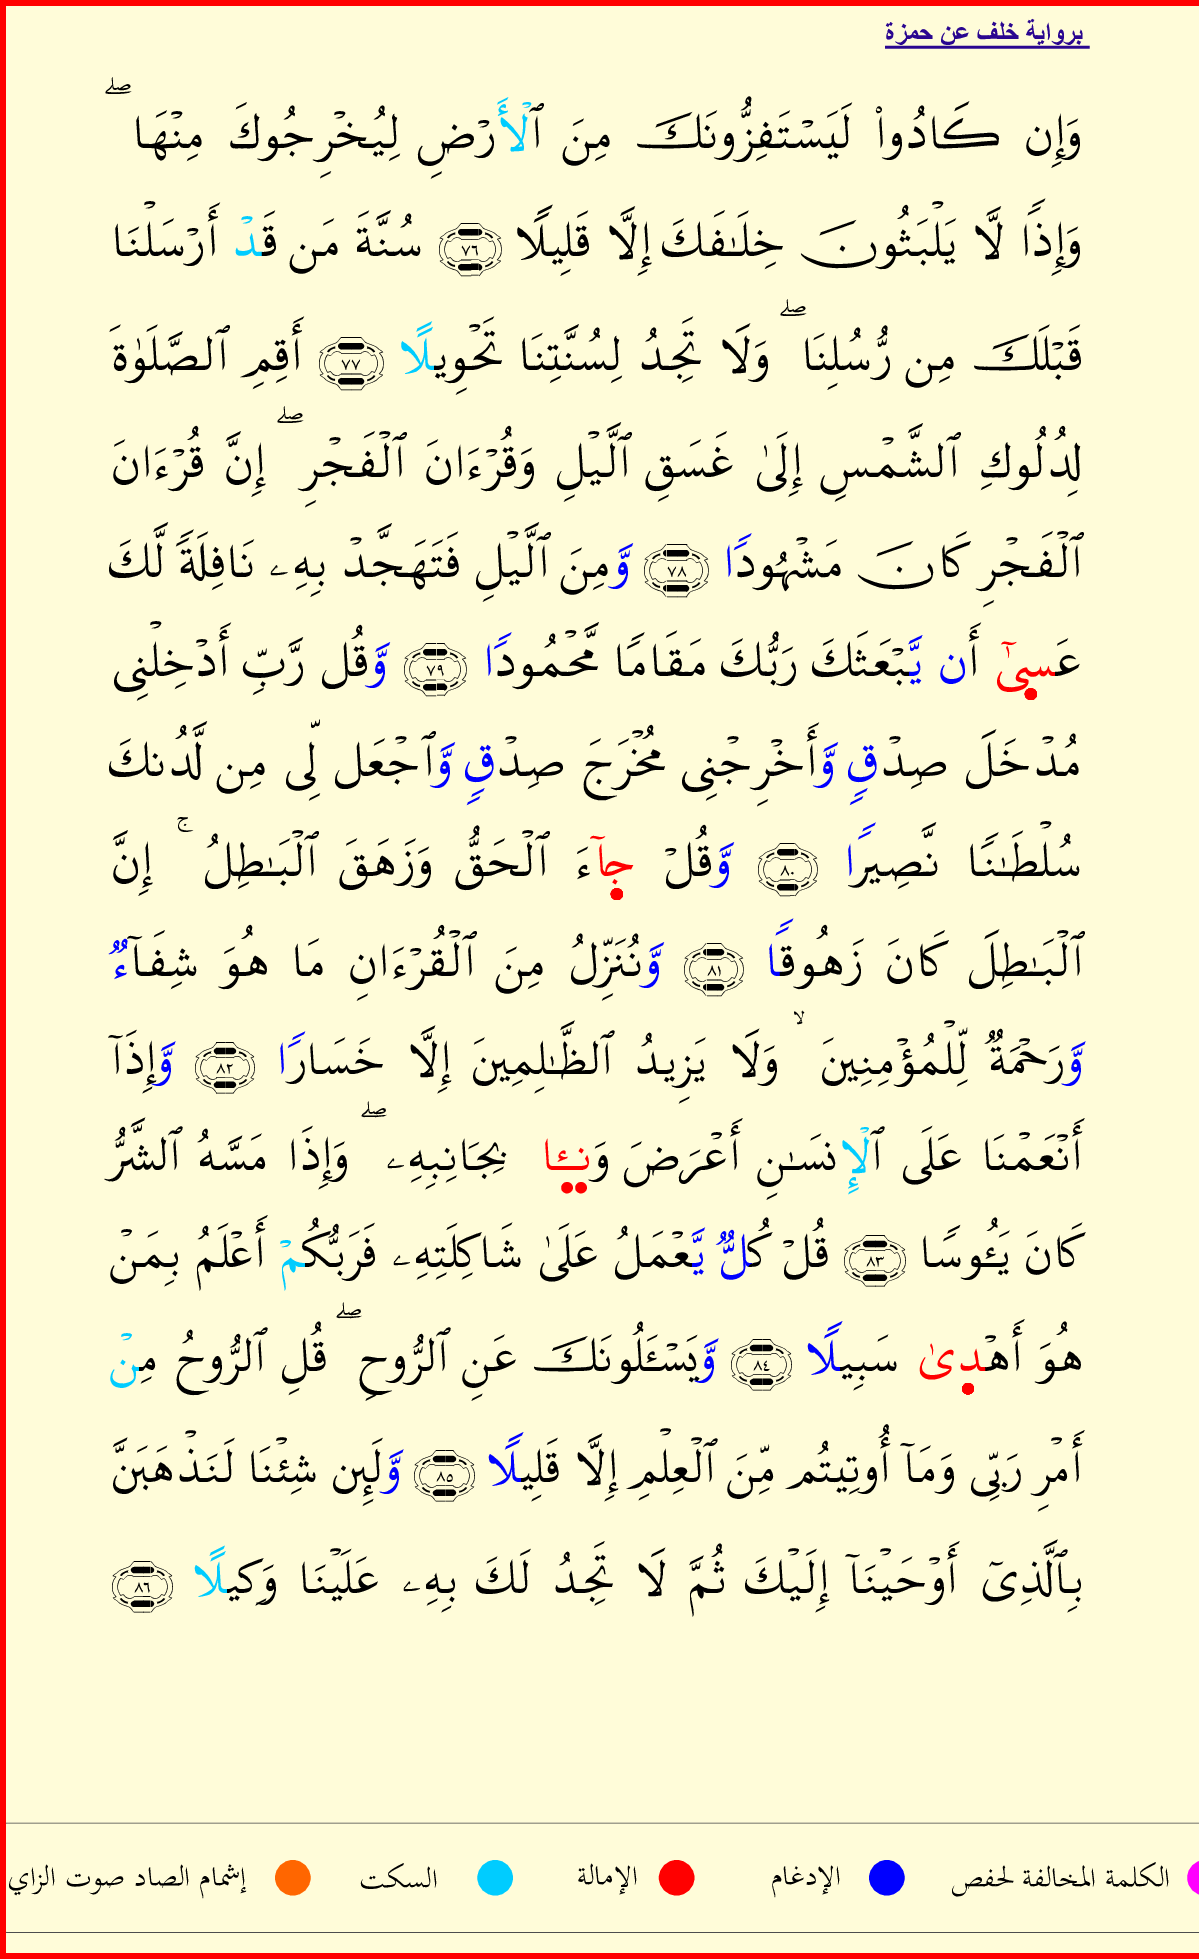 برواية خلف عن حمزة
وَإِن كَادُوا۟ لَيَسْتَفِزُّونَكَ مِنَ ٱلْأَرْضِ لِيُخْرِجُوكَ مِنْهَا ۖ
وَإِذًا لَّا يَلْبَثُونَ خِلَـٰفَكَ إِلَّا قَلِيلًا ٧٦ سُنَّةَ مَن قَدْ أَرْسَلْنَا
قَبْلَكَ مِن رُّسُلِنَا ۖ وَلَا تَجِدُ لِسُنَّتِنَا تَحْوِيلًا ٧٧ أَقِمِ ٱلصَّلَوٰةَ
لِدُلُوكِ ٱلشَّمْسِ إِلَىٰ غَسَقِ ٱلَّيْلِ وَقُرْءَانَ ٱلْفَجْرِ ۖ إِنَّ قُرْءَانَ
ٱلْفَجْرِ كَانَ مَشْهُودًا ٧٨ وَّمِنَ ٱلَّيْلِ فَتَهَجَّدْ بِهِۦ نَافِلَةً لَّكَ
عَسىٰٓ أَن يَّبْعَثَكَ رَبُّكَ مَقَامًا مَّحْمُودًا ٧٩ وَّقُل رَّبِّ أَدْخِلْنِى
مُدْخَلَ صِدْقٍ وَّأَخْرِجْنِى مُخْرَجَ صِدْقٍ وَّٱجْعَل لِّى مِن لَّدُنكَ
سُلْطَـٰنًا نَّصِيرًا ٨٠ وَّقُلْ جآءَ ٱلْحَقُّ وَزَهَقَ ٱلْبَـٰطِلُ ۚ إِنَّ
ٱلْبَـٰطِلَ كَانَ زَهُوقًا ٨١ وَّنُنَزِّلُ مِنَ ٱلْقُرْءَانِ مَا هُوَ شِفَآءٌ
وَّرَحْمَةٌ لِّلْمُؤْمِنِينَ ۙ وَلَا يَزِيدُ ٱلظَّـٰلِمِينَ إِلَّا خَسَارًا ٨٢ وَّإِذَآ
أَنْعَمْنَا عَلَى ٱلْإِنسَـٰنِ أَعْرَضَ وَنـِٔا بِجَانِبِهِۦ ۖ وَإِذَا مَسَّهُ ٱلشَّرُّ
كَانَ يَـُٔوسًا ٨٣ قُلْ كُلٌّ يَّعْمَلُ عَلَىٰ شَاكِلَتِهِۦ فَرَبُّكُمْ أَعْلَمُ بِمَنْ
هُوَ أَهْدىٰ سَبِيلًا ٨٤ وَّيَسْـَٔلُونَكَ عَنِ ٱلرُّوحِ ۖ قُلِ ٱلرُّوحُ مِنْ
أَمْرِ رَبِّى وَمَآ أُوتِيتُم مِّنَ ٱلْعِلْمِ إِلَّا قَلِيلًا ٨٥ وَّلَئِن شِئْنَا لَنَذْهَبَنَّ
بِٱلَّذِىٓ أَوْحَيْنَآ إِلَيْكَ ثُمَّ لَا تَجِدُ لَكَ بِهِۦ عَلَيْنَا وَكِيلًا ٨٦
الكلمة المخالفة لحفص الإدغام الإمالة السكت إشمام الصاد صوت الزاي